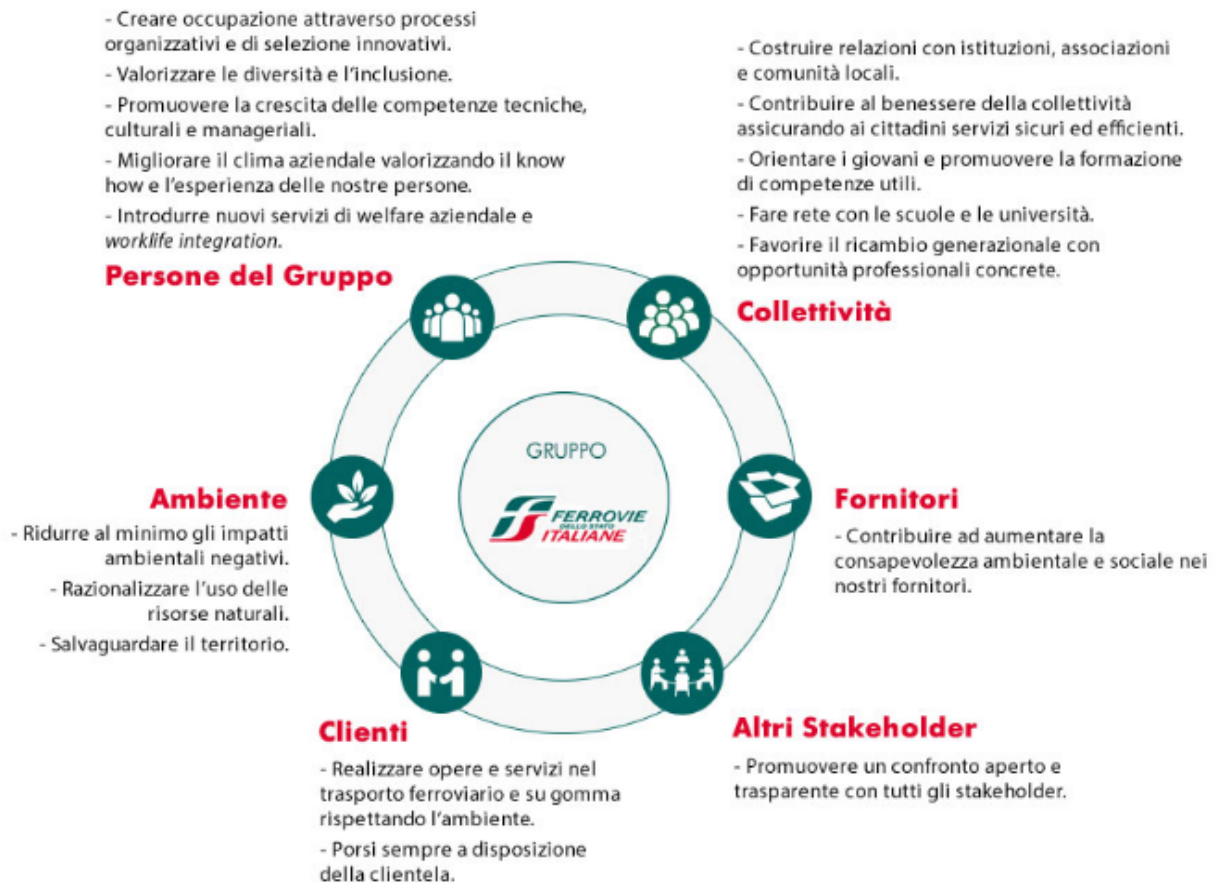 - Creare occupazione attraverso processi
organizzativi e di selezione innovativi.
- Valorizzare le diversità e l'inclusione.
- Promuovere la crescita delle competenze tecniche,
culturali e manageriali.
- Migliorare il clima aziendale valorizzando il know
how e l'esperienza delle nostre persone.
- Introdurre nuovi servizi di welfare aziendale e
worklife integration.
Persone del Gruppo
- Costruire relazioni con istituzioni, associazioni
e comunità locali.
- Contribuire al benessere della collettività
assicurando ai cittadini servizi sicuri ed efficienti.
- Orientare i giovani e promuovere la formazione
di competenze utili.
- Fare rete con le scuole e le università.
- Favorire il ricambio generazionale con
opportunità professionali concrete.
Collettività
GRUPPO
FERROVIE
DELLO STATO
ITALIANE
Ambiente
- Ridurre al minimo gli impatti
ambientali negativi.
- Razionalizzare l'uso delle
risorse naturali.
- Salvaguardare il territorio.
Fornitori
- Contribuire ad aumentare la
consapevolezza ambientale e sociale nei
nostri fornitori.
Clienti
- Realizzare opere e servizi nel
trasporto ferroviario e su gomma
rispettando l'ambiente.
- Porsi sempre a disposizione
della clientela.
Altri Stakeholder
- Promuovere un confronto aperto e
trasparente con tutti gli stakeholder.